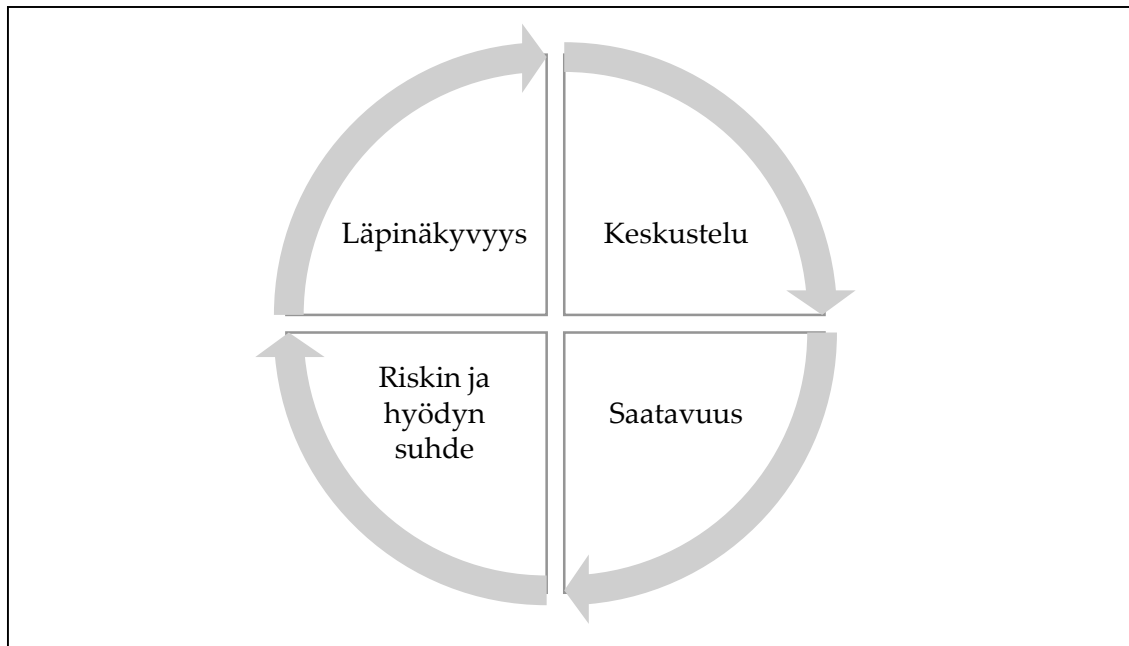 Läpinäkyvyys
Keskustelu
Riskin ja
hyödyn
suhde
Saatavuus